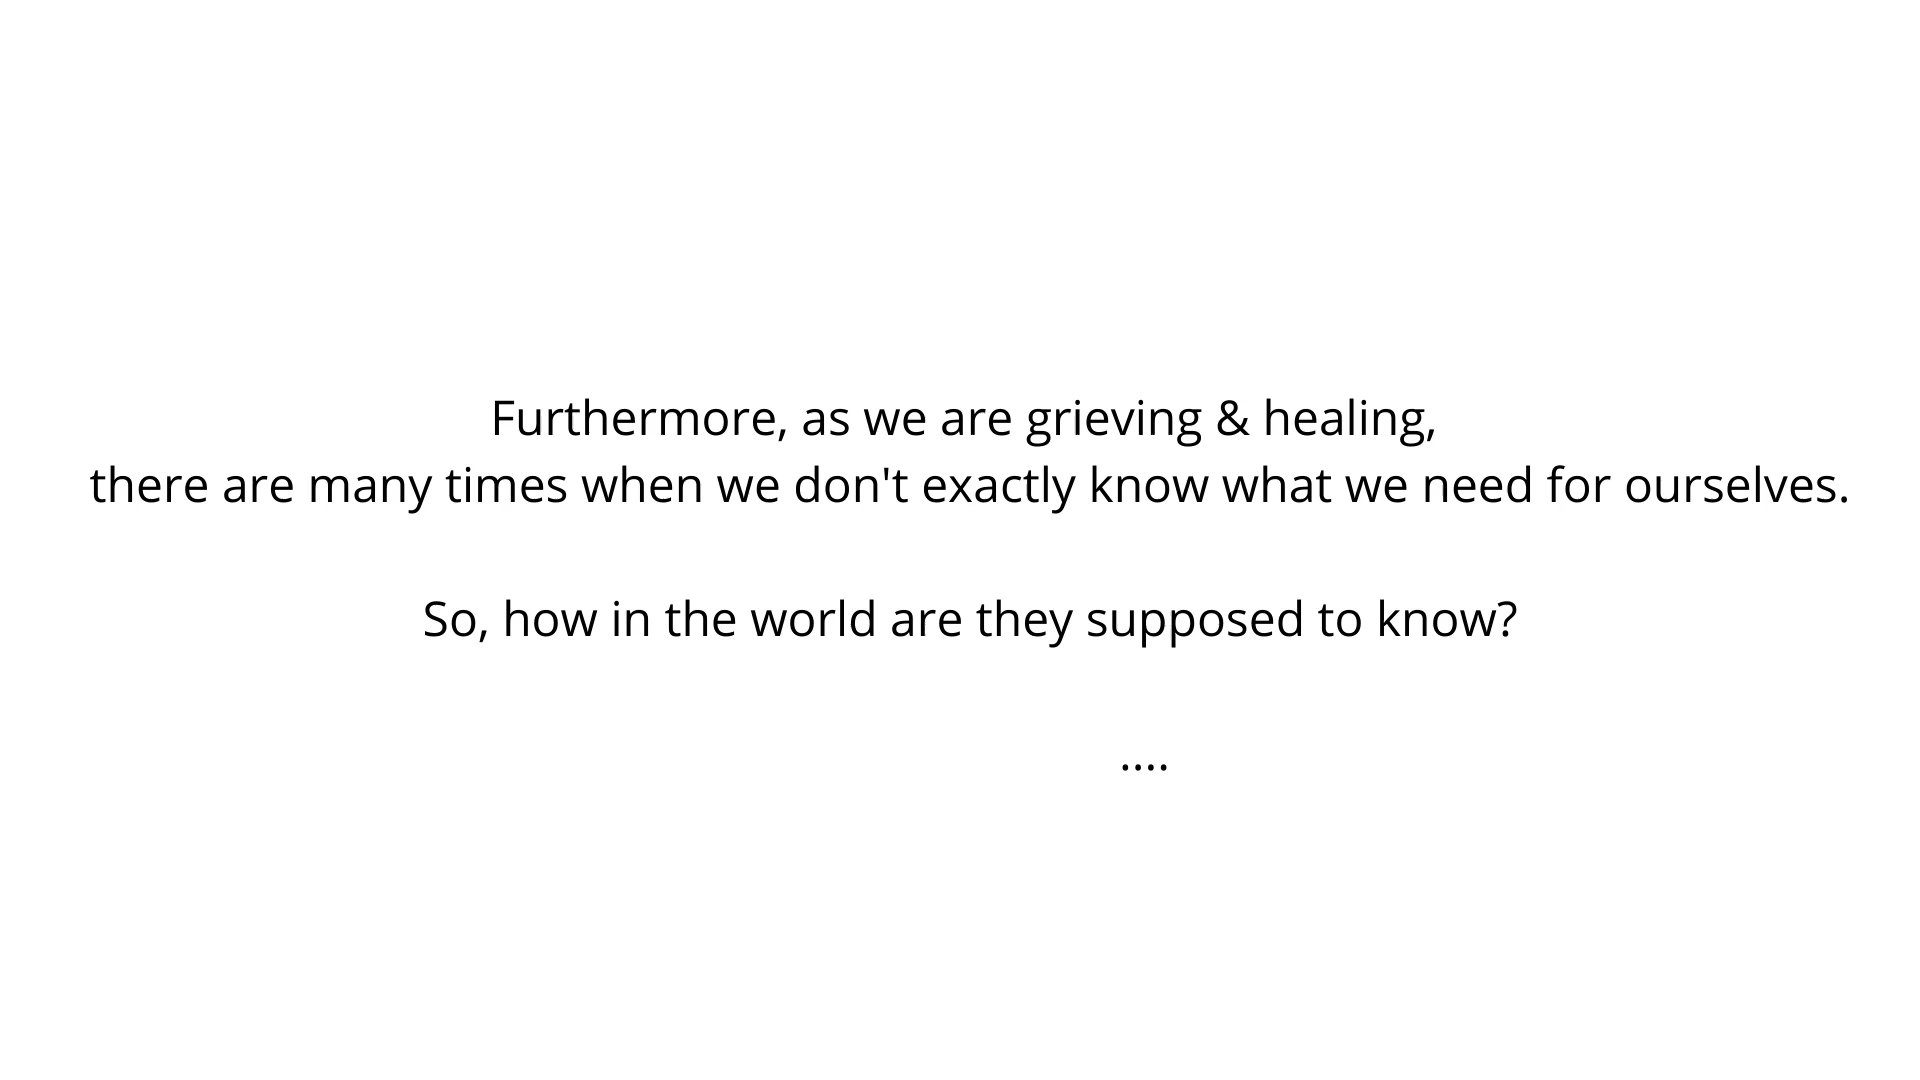 Furthermore, as we are grieving & healing,
there are many times when we don't exactly know what we need for ourselves.
So, how in the world are they supposed to know?
....